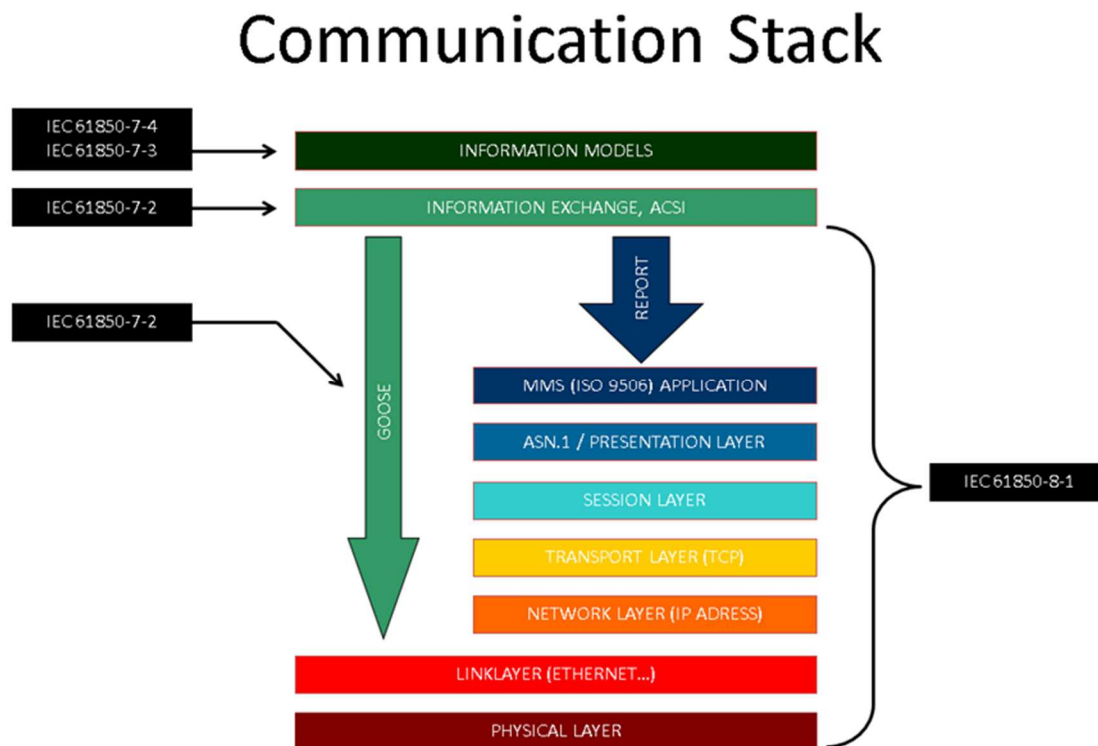 Communication Stack
IEC61850-7-4
IEC61850-7-3
INFORMATION MODELS
IEC61850-7-2
INFORMATION EXCHANGE, ACSI
REPORT
IEC61850-7-2
GOOSE
MMS (ISO 9506) APPLICATION
ASN.1 / PRESENTATION LAYER
IEC61850-8-1
SESSION LAYER
TRANSPORT LAYER (TCP)
NETWORK LAYER (IP ADRESS)
LINKLAYER (ETHERNET...)
PHYSICAL LAYER